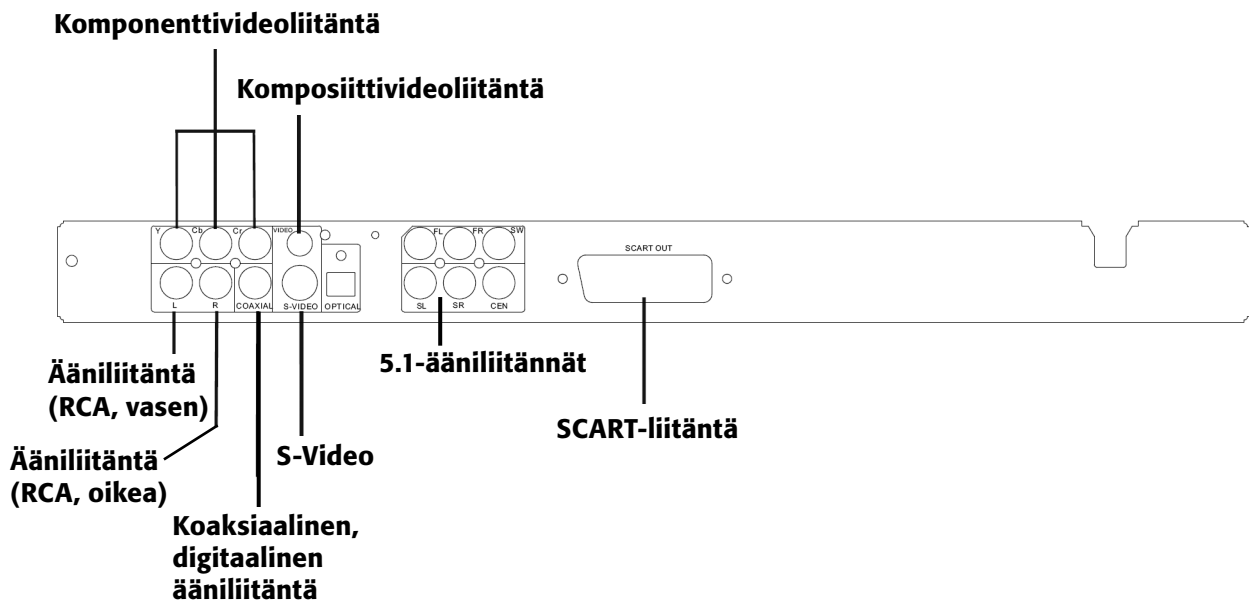 Komponenttivideoliitäntä
Komposiittivideoliitäntä
Y Cb Cr VIDEO FL FR SW
SCART OUT
L R COAXIAL S-VIDEO OPTICAL SL SR CEN
Ääniliitäntä
(RCA, vasen)
5.1-ääniliitännät
SCART-liitäntä
Ääniliitäntä
(RCA, oikea)
S-Video
Koaksiaalinen,
digitaalinen
ääniliitäntä